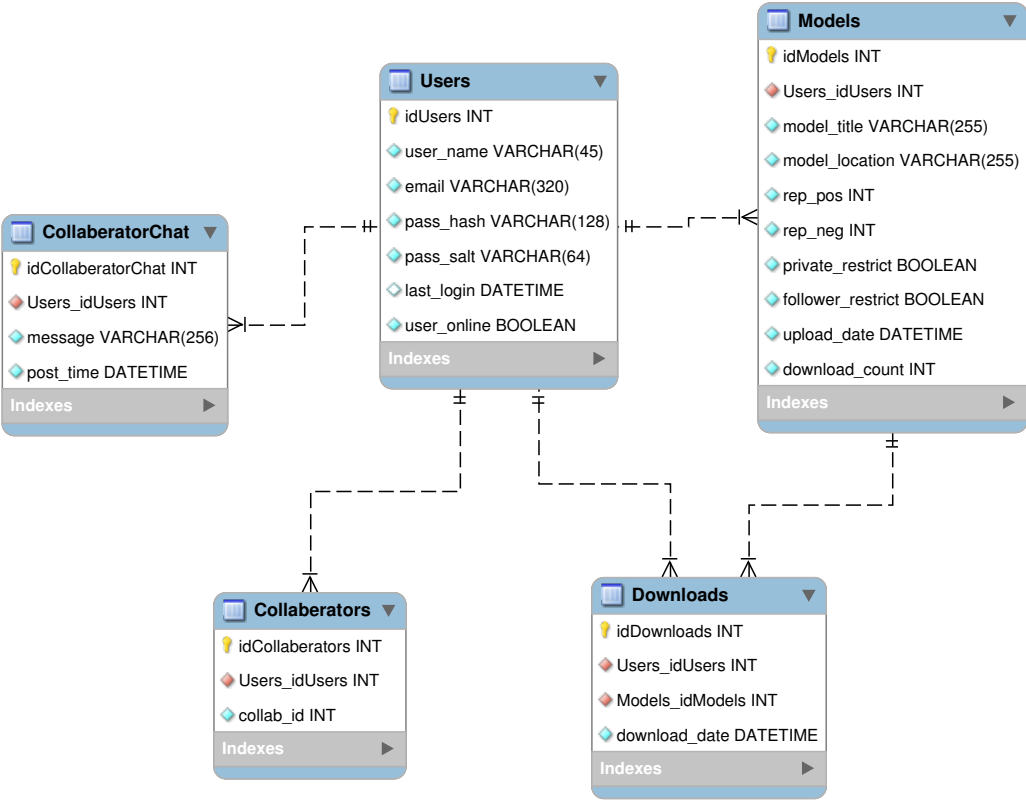 Models
idModels INT
Users_idUsers INT
model_title VARCHAR(255)
model_location VARCHAR(255)
rep_pos INT
rep_neg INT
private_restrict BOOLEAN
follower_restrict BOOLEAN
upload_date DATETIME
download_count INT
Indexes
Users
idUsers INT
user_name VARCHAR(45)
email VARCHAR(320)
pass_hash VARCHAR(128)
pass_salt VARCHAR(64)
last_login DATETIME
user_online BOOLEAN
Indexes
CollaberatorChat
idCollaberatorChat INT
Users_idUsers INT
message VARCHAR(256)
post_time DATETIME
Indexes
Collaberators
idCollaberators INT
Users_idUsers INT
collab_id INT
Indexes
Downloads
idDownloads INT
Users_idUsers INT
Models_idModels INT
download_date DATETIME
Indexes